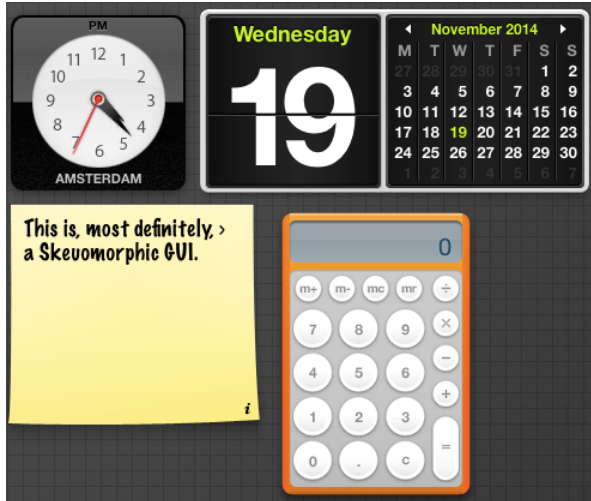 PM
12
11 1
10 2
9 3
8 4
7 5
6
AMSTERDAM
Wednesday
19
November 2014
M T W T F S S
27 28 29 30 31 1 2
3 4 5 6 7 8 9
10 11 12 13 14 15 16
17 18 19 20 21 22 23
24 25 26 27 28 29 30
1 2 3 4 5 6 7
This is, most definitely, ›
a Skeuomorphic GUI.
i
0
m+ m- mc mr ÷
7 8 9 ×
4 5 6 −
+
1 2 3
0 . c =